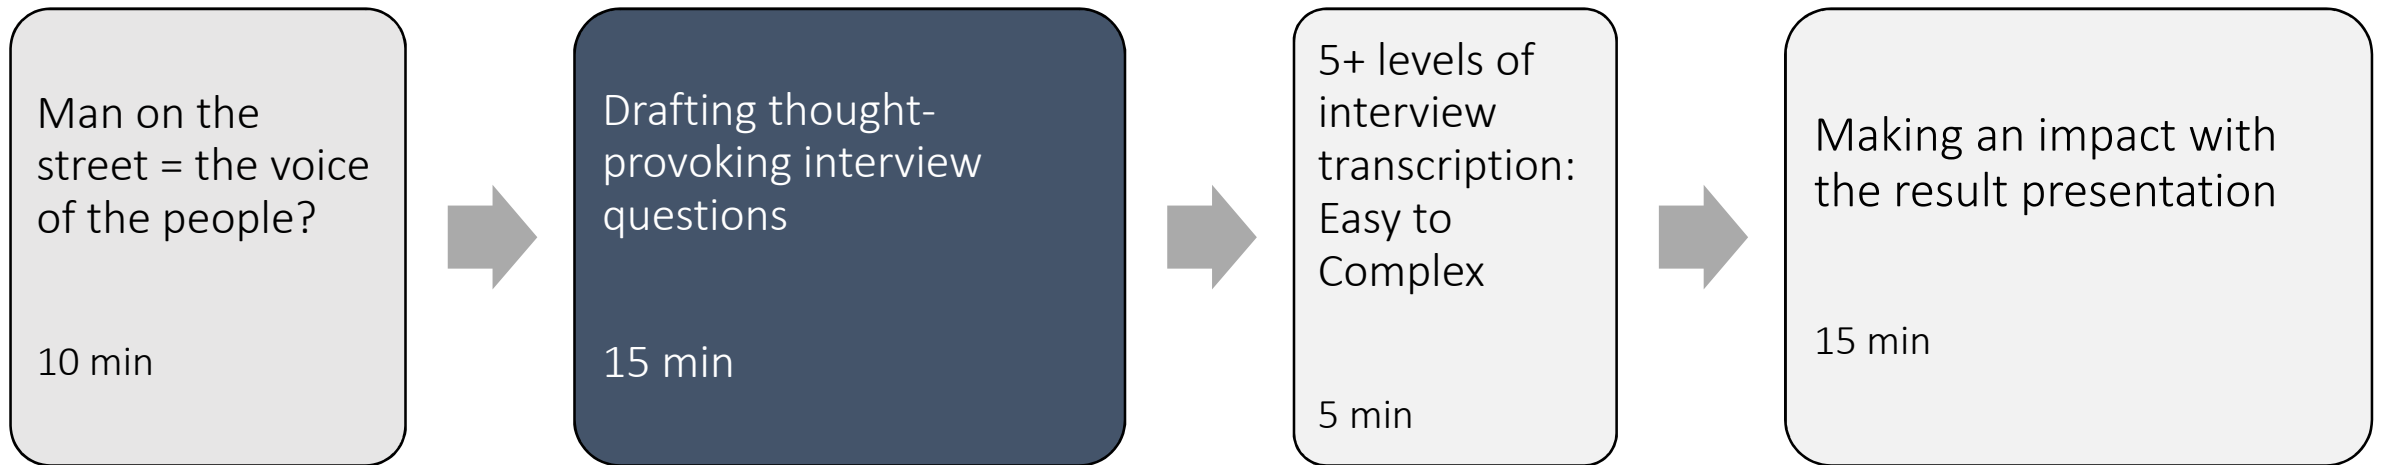 Man on the
street = the voice
of the people?
10 min
Drafting thought-
provoking interview
questions
15 min
5+ levels of
interview
transcription:
Easy to
Complex
5 min
Making an impact with
the result presentation
15 min